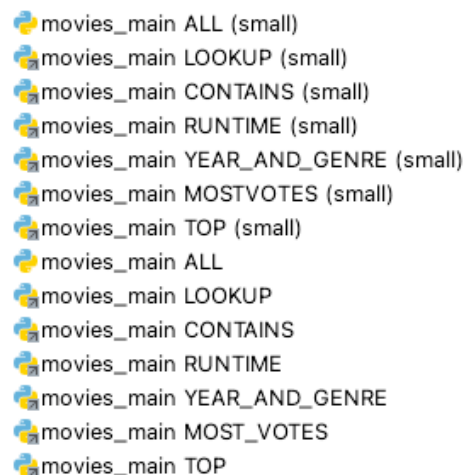 movies_main ALL (small)
movies_main LOOKUP (small)
movies_main CONTAINS (small)
movies_main RUNTIME (small)
movies_main YEAR_AND_GENRE (small)
movies_main MOSTVOTES (small)
movies_main TOP (small)
movies_main ALL
movies_main LOOKUP
movies_main CONTAINS
movies_main RUNTIME
movies_main YEAR_AND_GENRE
movies_main MOST_VOTES
movies_main TOP